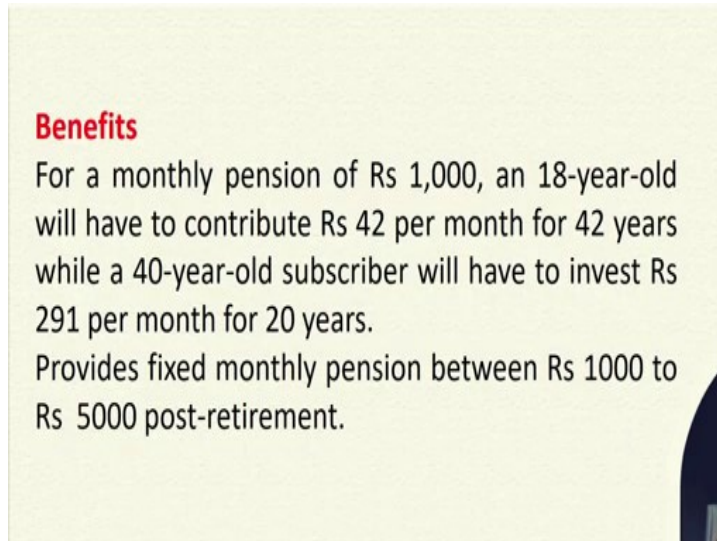 Benefits
For a monthly pension of Rs 1,000, an 18-year-old
will have to contribute Rs 42 per month for 42 years
while a 40-year-old subscriber will have to invest Rs
291 per month for 20 years.
Provides fixed monthly pension between Rs 1000 to
Rs 5000 post-retirement.